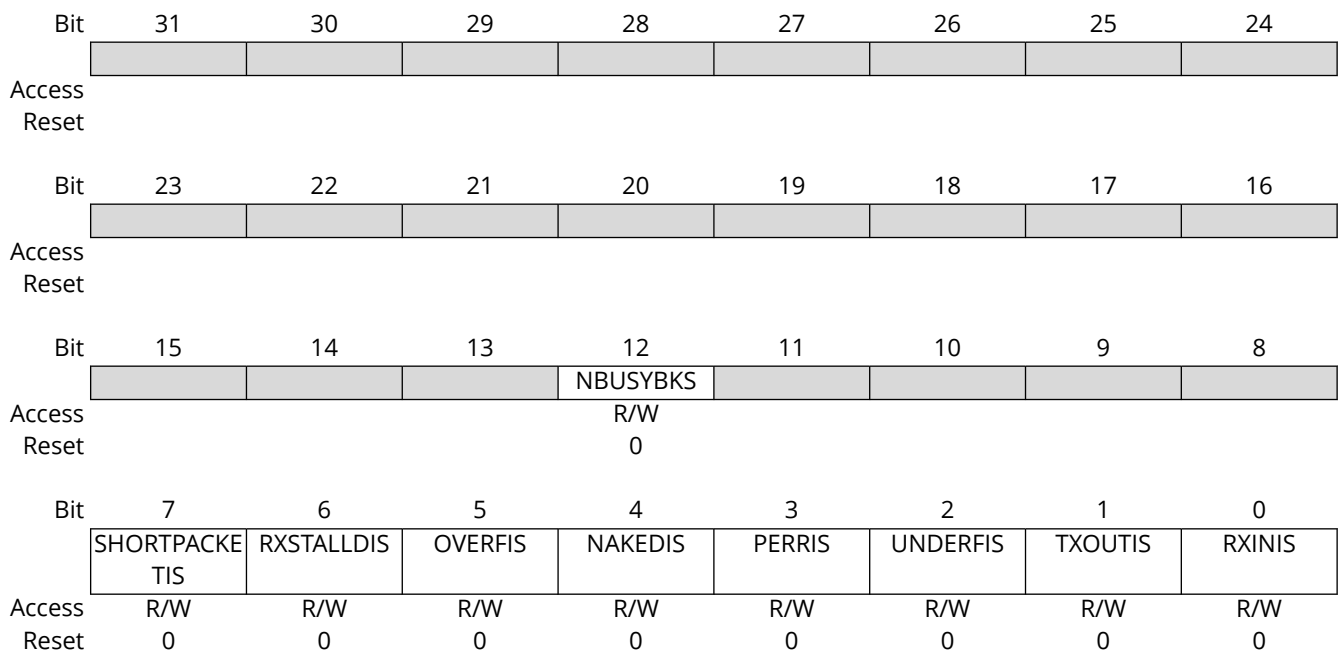 Bit 31 30 29 28 27 26 25 24
Access
Reset
Bit 23 22 21 20 19 18 17 16
Access
Reset
Bit 15 14 13 12 11 10 9 8
NBUSYBKS
Access R/W
Reset 0
Bit 7 6 5 4 3 2 1 0
SHORTPACKE RXSTALLDIS OVERFIS NAKEDIS PERRIS UNDERFIS TXOUTIS RXINIS
TIS
Access R/W R/W R/W R/W R/W R/W R/W R/W
Reset 0 0 0 0 0 0 0 0